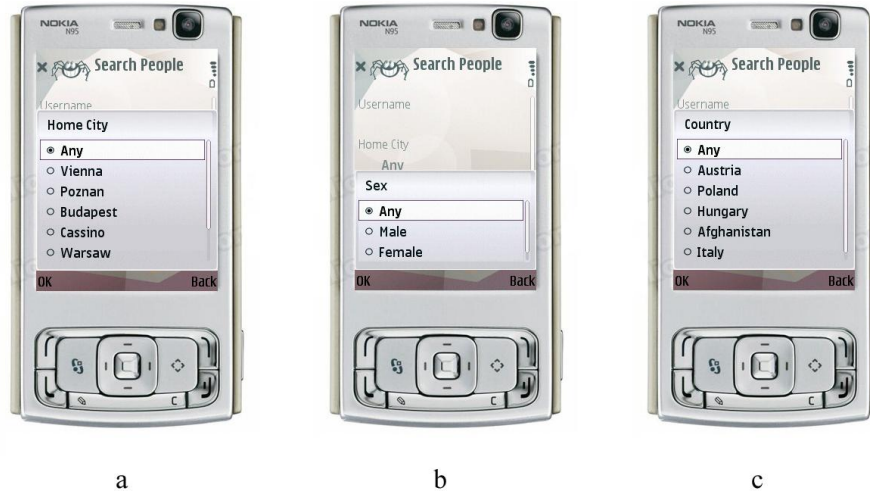 NOKIA
N95
Search People
Username
Home City
Any
Vienna
Poznan
Budapest
Cassino
Warsaw
OK Back
C
a
NOKIA
N95
Search People
Username
Home City
Any
Sex
Any
Male
Female
OK Back
C
b
NOKIA
N95
Search People
Username
Country
Any
Austria
Poland
Hungary
Afghanistan
Italy
OK Back
C
c